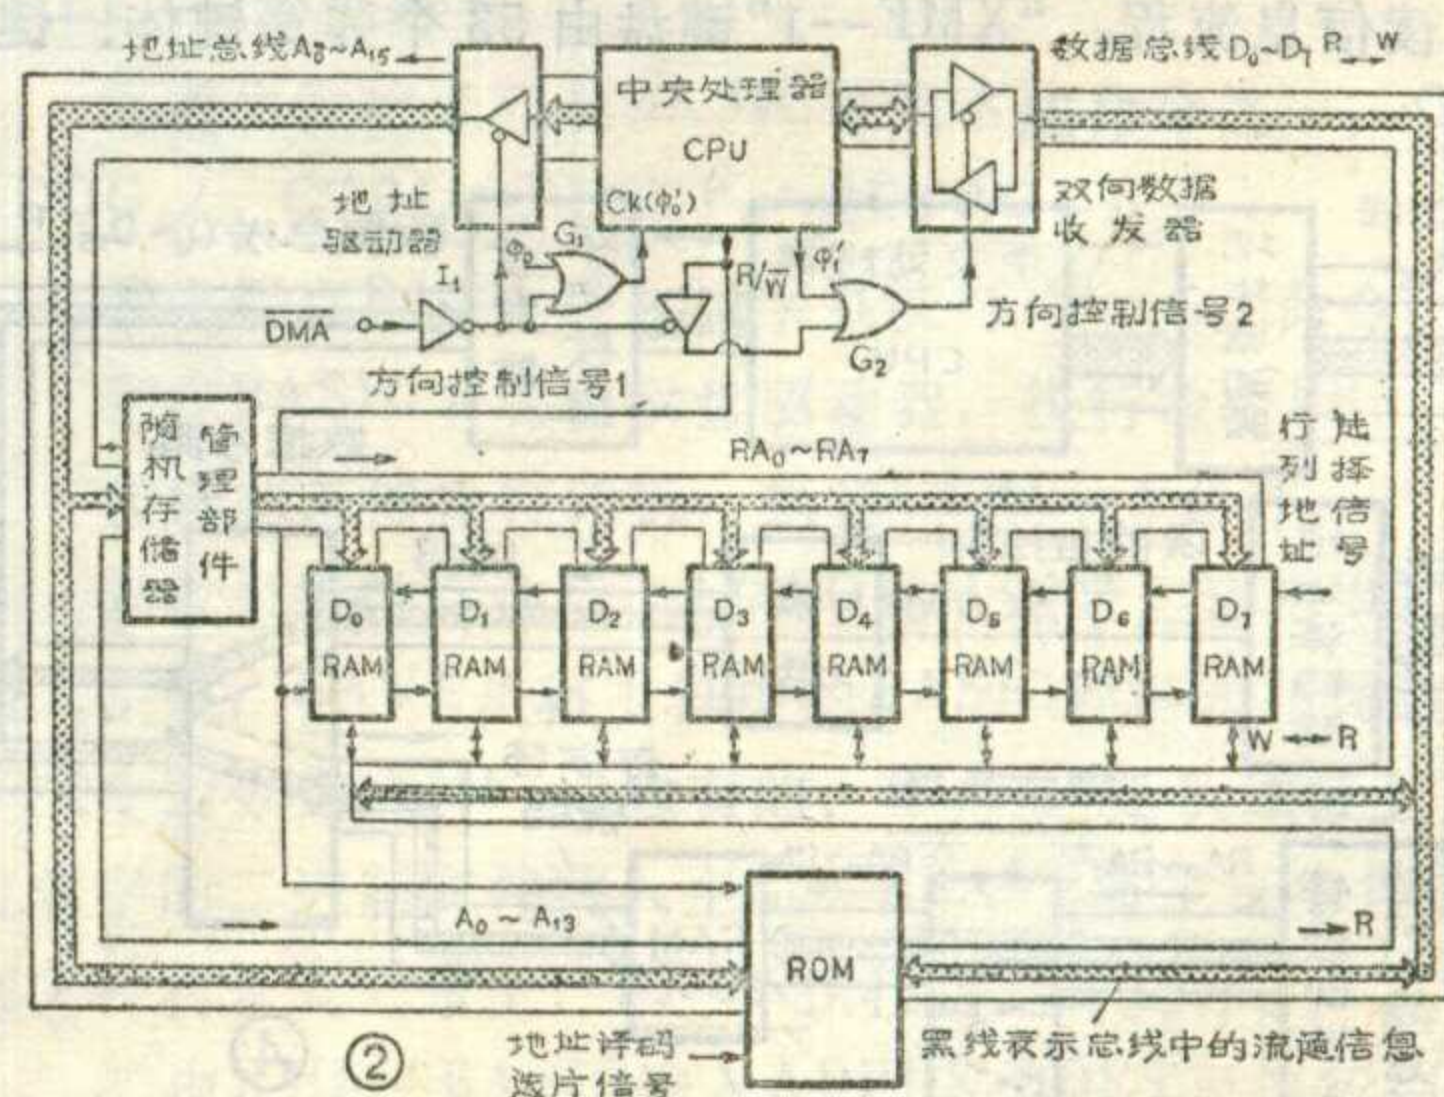 地址总线A₀~A₁₅
数据总线D₀~D₇ R W
中央处理器
CPU
Ck(φ₀′)
地址
驱动器
双向数据
收发器
I₁
φ₀
G₁
R/W̅
φ₁′
G₂
D̅M̅A̅
方向控制信号1
方向控制信号2
随机存储器
管理部件
RA₀~RA₇
行列地址
选择信号
D₀
RAM
D₁
RAM
D₂
RAM
D₃
RAM
D₄
RAM
D₅
RAM
D₆
RAM
D₇
RAM
W R
A₀~A₁₃
R
ROM
地址译码
选片信号
黑线表示总线中的流通信息
②